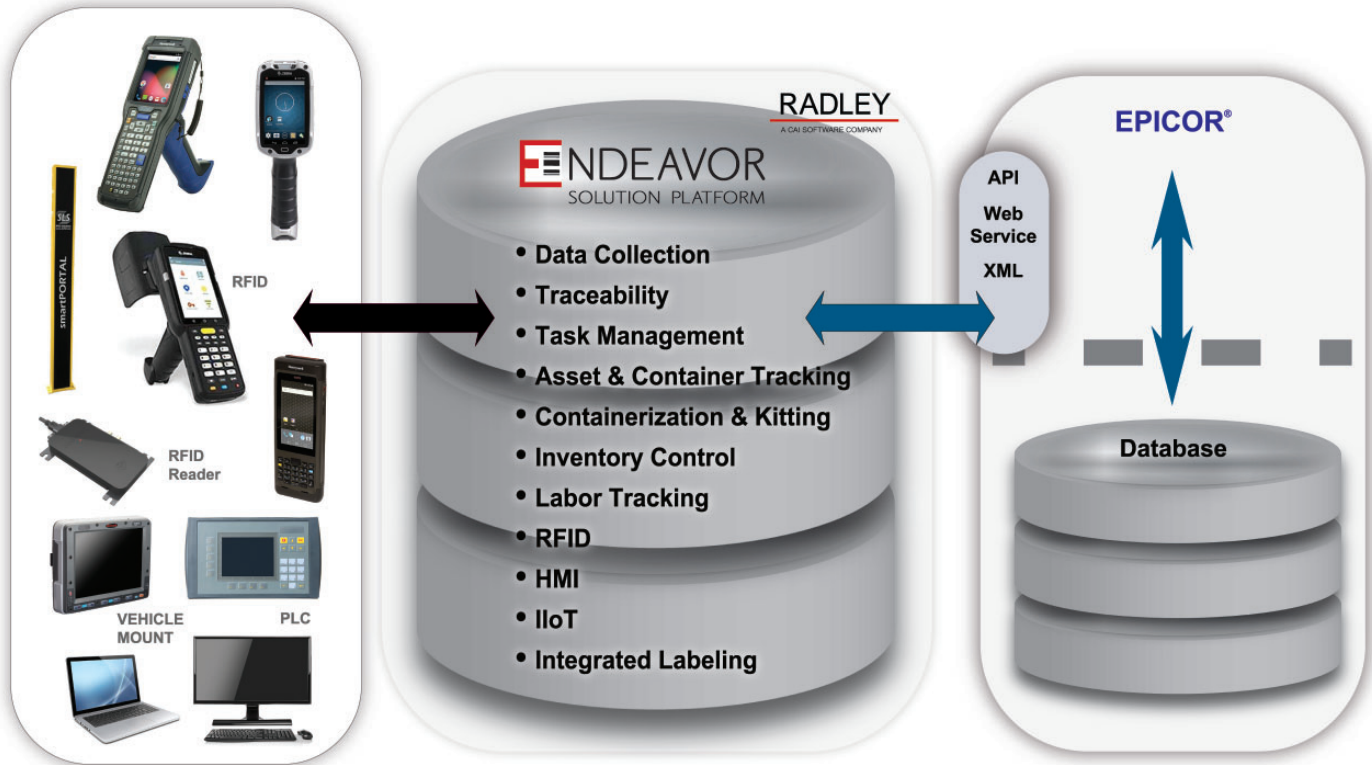 smartPORTAL
RFID
RFID
Reader
VEHICLE
MOUNT
PLC
RADLEY
A CAI SOFTWARE COMPANY
ENDEAVOR
SOLUTION PLATFORM
• Data Collection
• Traceability
• Task Management
• Asset & Container Tracking
• Containerization & Kitting
• Inventory Control
• Labor Tracking
• RFID
• HMI
• IIoT
• Integrated Labeling
EPICOR®
API
Web
Service
XML
Database